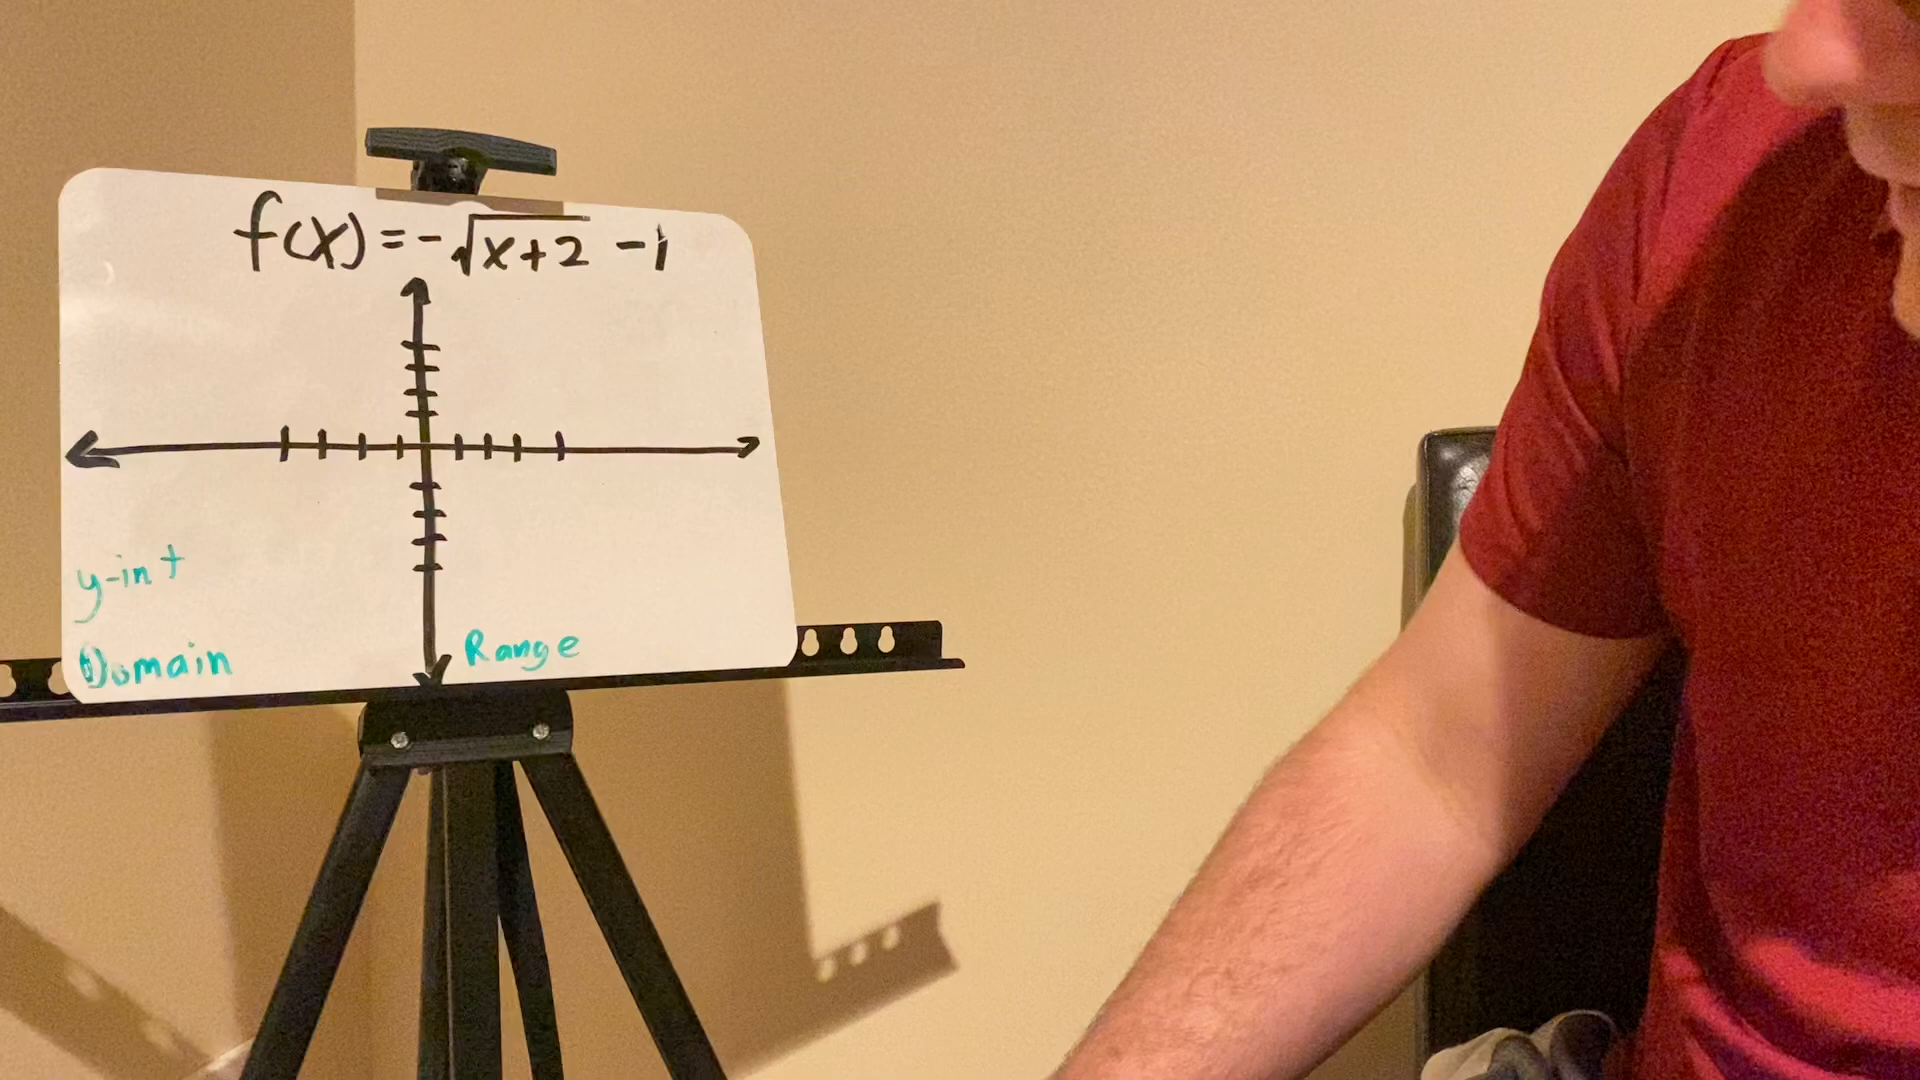 f(x) = -√x+2 -1
y-int
Domain
Range